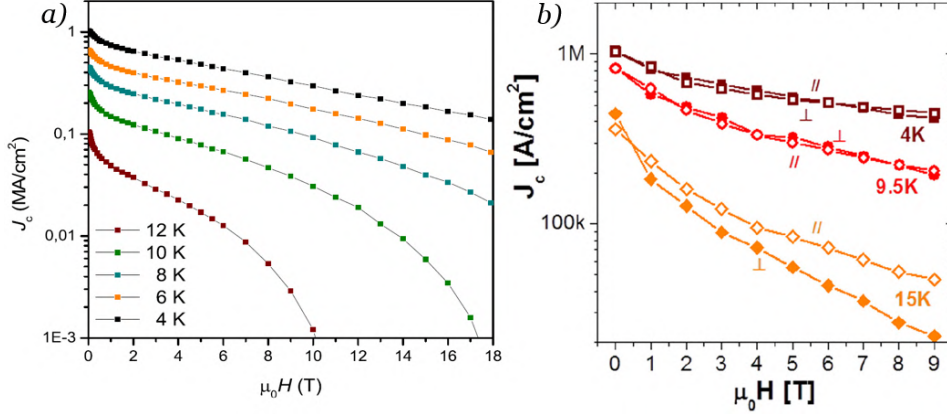 a)
J_c (MA/cm²)
1
0,1
0,01
1E-3
12 K
10 K
8 K
6 K
4 K
0 2 4 6 8 10 12 14 16 18
μ₀H (T)
b)
J_c [A/cm²]
1M
100k
//
⊥
4K
⊥
//
9.5K
//
⊥
15K
0 1 2 3 4 5 6 7 8 9
μ₀H [T]